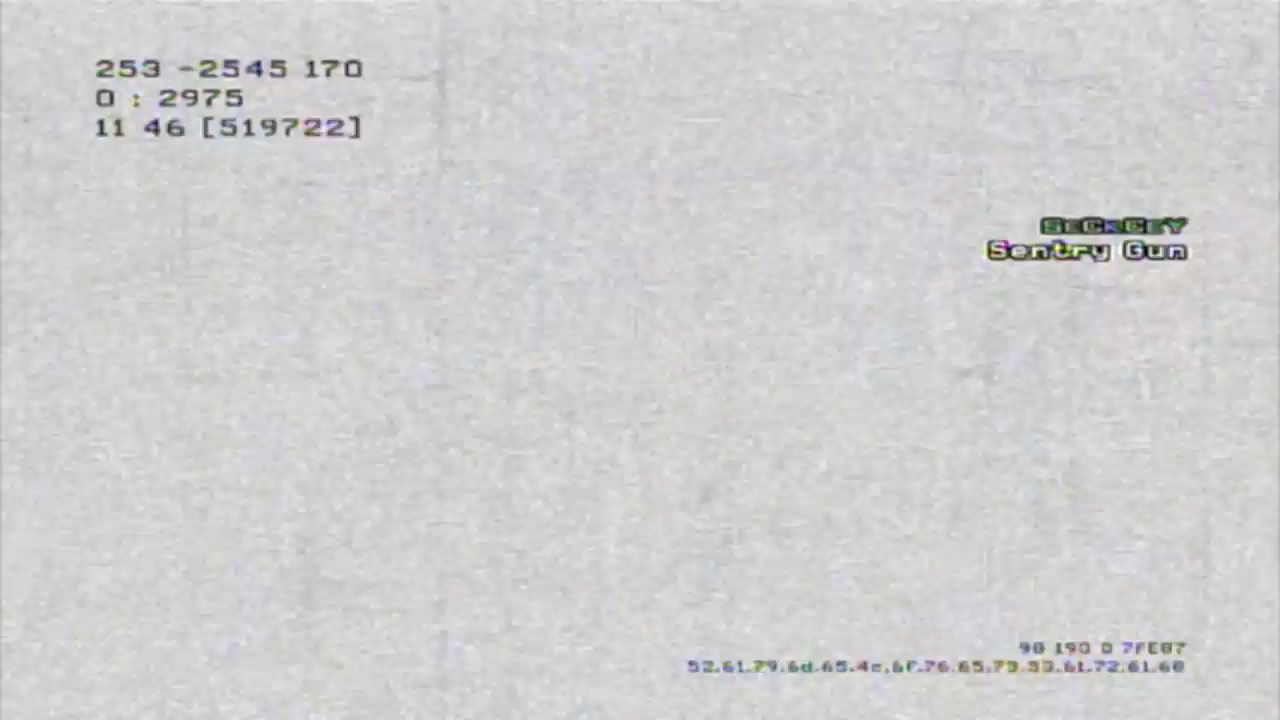 253 -2545 170
0 : 2975
11 46 [519722]
Sentry Gun
98 190 0 7FE87
52.61.79.6d.65.4c.6F.76.65.73.53.61.72.61.68